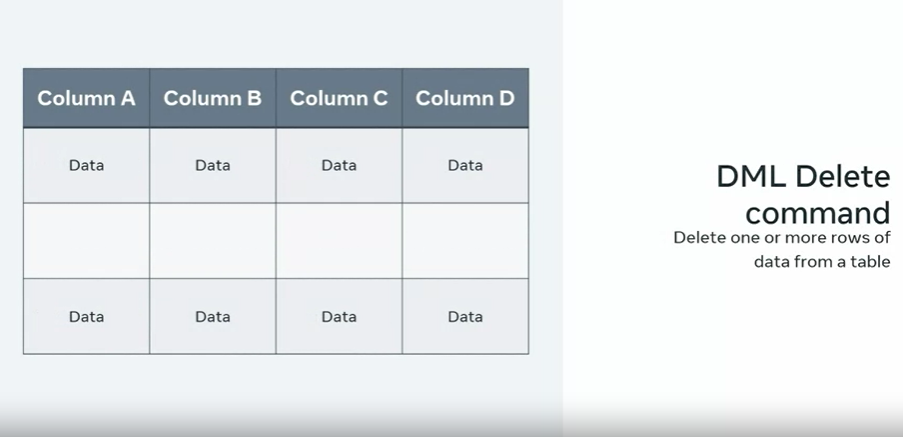 Column A Column B Column C Column D
Data Data Data Data
Data Data Data Data
DML Delete
command
Delete one or more rows of
data from a table